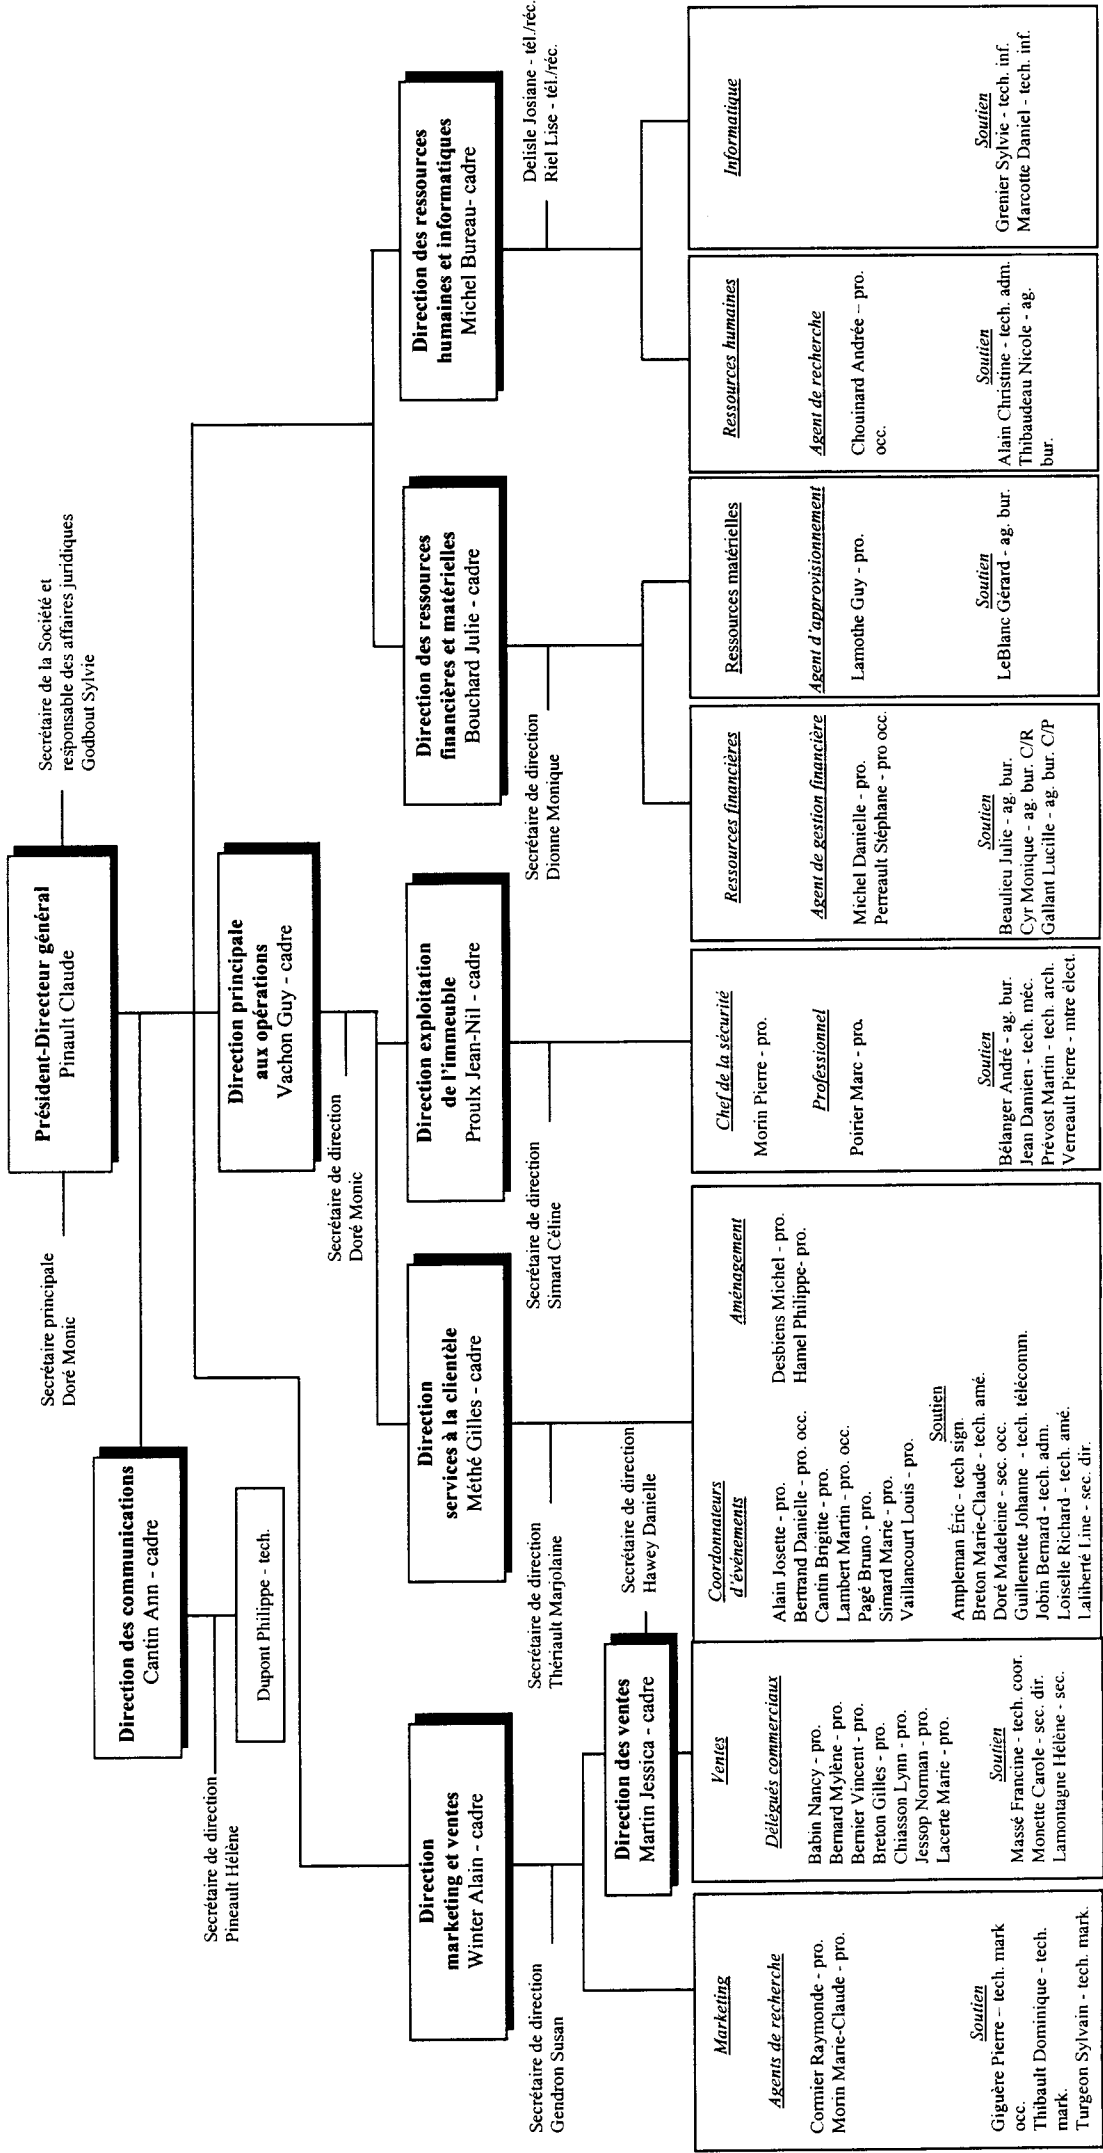 Président-Directeur général
Pinault Claude
Secrétaire principale
Doré Monic
Secrétaire de la Société et
responsable des affaires juridiques
Godbout Sylvie
Direction des communications
Cantin Ann - cadre
Secrétaire de direction
Pineault Hélène
Dupont Philippe - tech.
Direction principale
aux opérations
Vachon Guy - cadre
Secrétaire de direction
Doré Monic
Direction
marketing et ventes
Winter Alain - cadre
Secrétaire de direction
Gendron Susan
Direction
services à la clientèle
Méthé Gilles - cadre
Secrétaire de direction
Thériault Marjolaine
Direction exploitation
de l'immeuble
Proulx Jean-Nil - cadre
Secrétaire de direction
Simard Céline
Direction des ressources
financières et matérielles
Bouchard Julie - cadre
Secrétaire de direction
Dionne Monique
Direction des ressources
humaines et informatiques
Michel Bureau- cadre
Delisle Josiane - tél./réc.
Riel Lise - tél./réc.
Direction des ventes
Martin Jessica - cadre
Secrétaire de direction
Hawey Danielle
Marketing
Agents de recherche
Cormier Raymonde - pro.
Morin Marie-Claude - pro.
Soutien
Giguère Pierre – tech. mark
occ.
Thibault Dominique - tech.
mark.
Turgeon Sylvain - tech. mark.
Ventes
Délégués commerciaux
Babin Nancy - pro.
Bernard Mylène - pro.
Bernier Vincent - pro.
Breton Gilles - pro.
Chiasson Lynn - pro.
Jessop Norman - pro.
Lacerte Marie - pro.
Soutien
Massé Francine - tech. coor.
Monette Carole - sec. dir.
Lamontagne Hélène - sec.
Coordonnateurs
d'événements
Alain Josette - pro.
Bertrand Danielle - pro. occ.
Cantin Brigitte - pro.
Lambert Martin - pro. occ.
Pagé Bruno - pro.
Simard Marie - pro.
Vaillancourt Louis - pro.
Aménagement
Desbiens Michel - pro.
Hamel Philippe- pro.
Soutien
Ampleman Éric - tech sign.
Breton Marie-Claude - tech. amé.
Doré Madeleine - sec. occ.
Guillemette Johanne - tech. télécomm.
Jobin Bernard - tech. adm.
Loiselle Richard - tech. amé.
Laliberté Line - sec. dir.
Chef de la sécurité
Morin Pierre - pro.
Professionnel
Poirier Marc - pro.
Soutien
Bélanger André - ag. bur.
Jean Damien - tech. méc.
Prévost Martin - tech. arch.
Verreault Pierre - mtre élect.
Ressources financières
Agent de gestion financière
Michel Danielle - pro.
Perreault Stéphane - pro occ.
Soutien
Beaulieu Julie - ag. bur.
Cyr Monique - ag. bur. C/R
Gallant Lucille - ag. bur. C/P
Ressources matérielles
Agent d'approvisionnement
Lamothe Guy - pro.
Soutien
LeBlanc Gérard - ag. bur.
Ressources humaines
Agent de recherche
Chouinard Andrée – pro.
occ.
Soutien
Alain Christine - tech. adm.
Thibaudeau Nicole - ag.
bur.
Informatique
Soutien
Grenier Sylvie - tech. inf.
Marcotte Daniel - tech. inf.